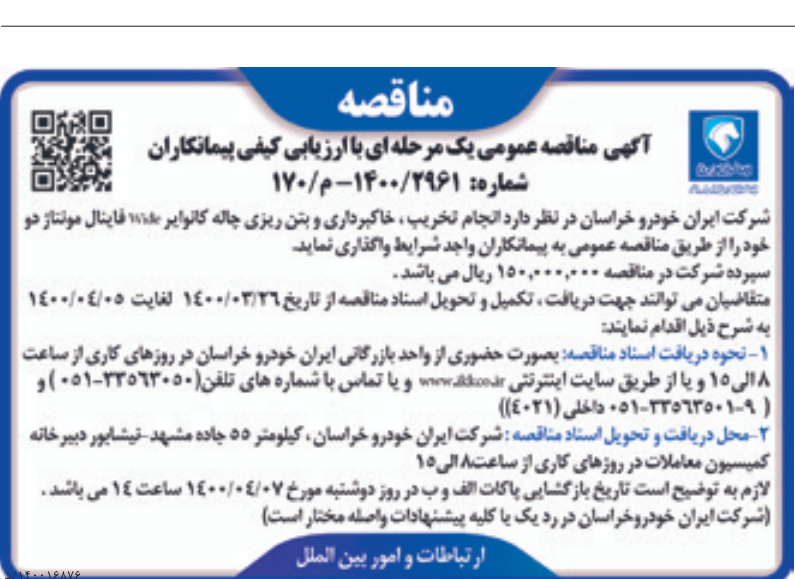 مناقصه
آگهی مناقصه عمومی یک مرحله ای با ارزیابی کیفی پیمانکاران
شماره: ۱۴۰۰/۲۹۶۱-م/۱۷۰
شرکت ایران خودرو خراسان در نظر دارد انجام تخریب ، خاکبرداری و بتن ریزی چاله کانوایر Wide فاینال مونتاژ دو
خود را از طریق مناقصه عمومی به پیمانکاران واجد شرایط واگذاری نماید.
سپرده شرکت در مناقصه ۱۵۰,۰۰۰,۰۰۰ ریال می باشد .
متقاضیان می توانند جهت دریافت ، تکمیل و تحویل اسناد مناقصه از تاریخ ۱۴۰۰/۰۳/۲۶ لغایت ۱۴۰۰/۰۴/۰۵
به شرح ذیل اقدام نمایند:
۱- نحوه دریافت اسناد مناقصه: بصورت حضوری از واحد بازرگانی ایران خودرو خراسان در روزهای کاری از ساعت
۸ الی ۱۵ و یا از طریق سایت اینترنتی www.ikkco.ir و یا تماس با شماره های تلفن(۳۳۵۶۳۰۵۰-۰۵۱ ) و
( ۹-۳۳۵۶۳۵۰۱-۰۵۱ داخلی (۴۰۲۱))
۲-محل دریافت و تحویل اسناد مناقصه : شرکت ایران خودرو خراسان ، کیلومتر ۵۵ جاده مشهد-نیشابور دبیر خانه
کمیسیون معاملات در روزهای کاری از ساعت۸ الی ۱۵
لازم به توضیح است تاریخ بازگشایی پاکات الف و ب در روز دوشنبه مورخ ۱۴۰۰/۰۴/۰۷ ساعت ۱۴ می باشد .
(شرکت ایران خودروخراسان در رد یک یا کلیه پیشنهادات واصله مختار است)
ارتباطات و امور بین الملل
۱۴۰۰۱۶۸۷۶